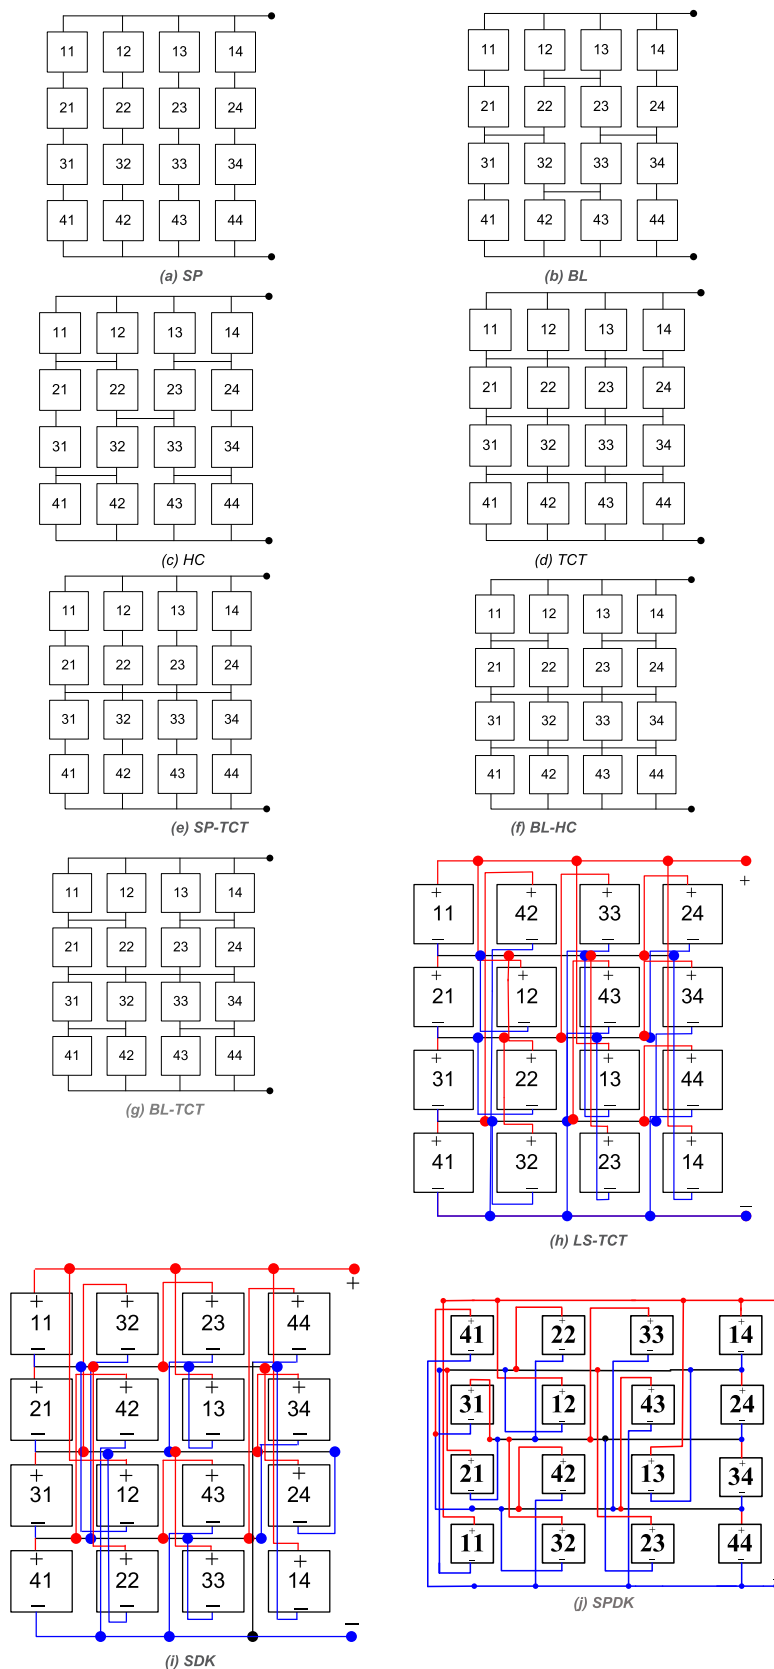 11 12 13 14
21 22 23 24
31 32 33 34
41 42 43 44
(a) SP
11 12 13 14
21 22 23 24
31 32 33 34
41 42 43 44
(b) BL
11 12 13 14
21 22 23 24
31 32 33 34
41 42 43 44
(c) HC
11 12 13 14
21 22 23 24
31 32 33 34
41 42 43 44
(d) TCT
11 12 13 14
21 22 23 24
31 32 33 34
41 42 43 44
(e) SP-TCT
11 12 13 14
21 22 23 24
31 32 33 34
41 42 43 44
(f) BL-HC
11 12 13 14
21 22 23 24
31 32 33 34
41 42 43 44
(g) BL-TCT
+
+ + + +
11 42 33 24
− − − −
+ + + +
21 12 43 34
− − − −
+ + + +
31 22 13 44
− − − −
+ + + +
41 32 23 14
− − − −
−
(h) LS-TCT
+
+ + + +
11 32 23 44
− − − −
+ + + +
21 42 13 34
− − − −
+ + + +
31 12 43 24
− − − −
+ + + +
41 22 33 14
− − − −
−
(i) SDK
+ + + +
41 22 33 14
− − − −
+ + + +
31 12 43 24
− − − −
+ + + +
21 42 13 34
− − − −
+ + + +
11 32 23 44
− − − −
(j) SPDK